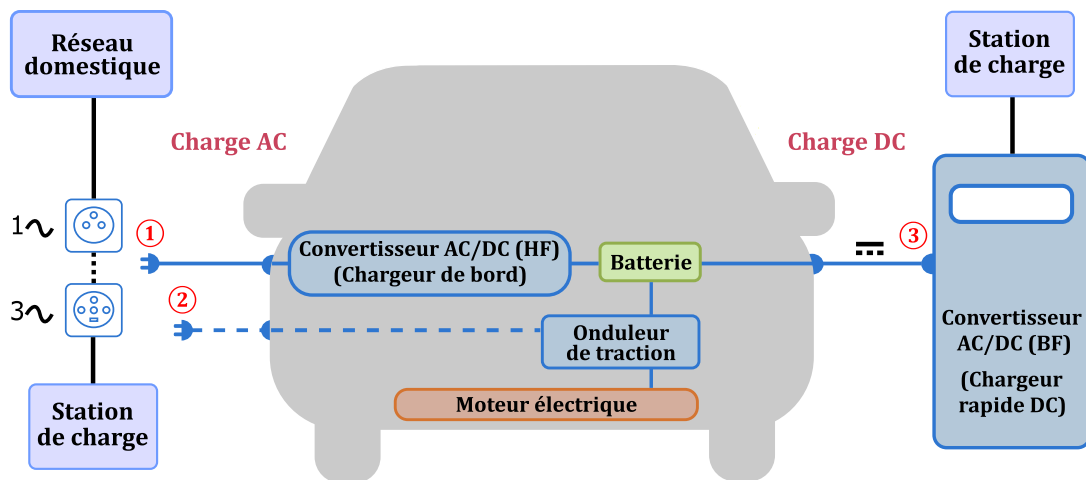 Réseau
domestique
Station
de charge
Charge AC
Charge DC
1
①
③
Convertisseur AC/DC (HF)
(Chargeur de bord)
Batterie
3
②
Onduleur
de traction
Convertisseur
AC/DC (BF)
(Chargeur
rapide DC)
Moteur électrique
Station
de charge